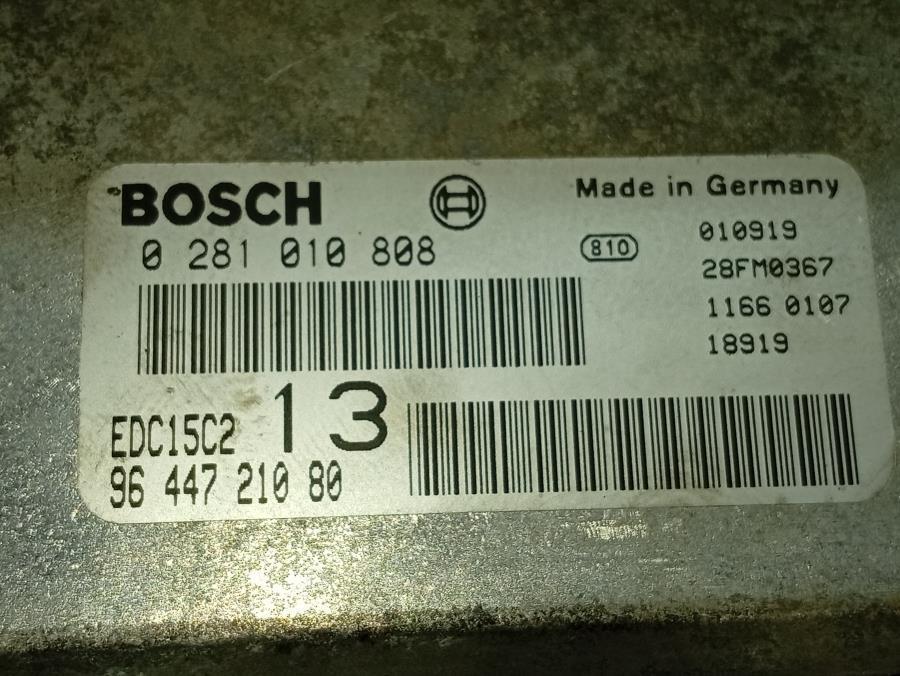 BOSCH
Made in Germany
0 281 010 808
810
010919
28FM0367
1166 0107
18919
EDC15C2 13
96 447 210 80